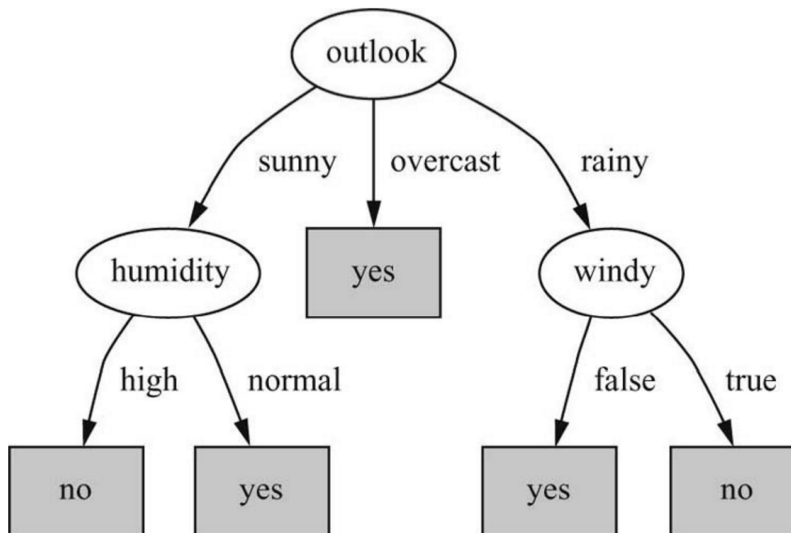 outlook
sunny
overcast
rainy
humidity
yes
windy
high
normal
false
true
no
yes
yes
no